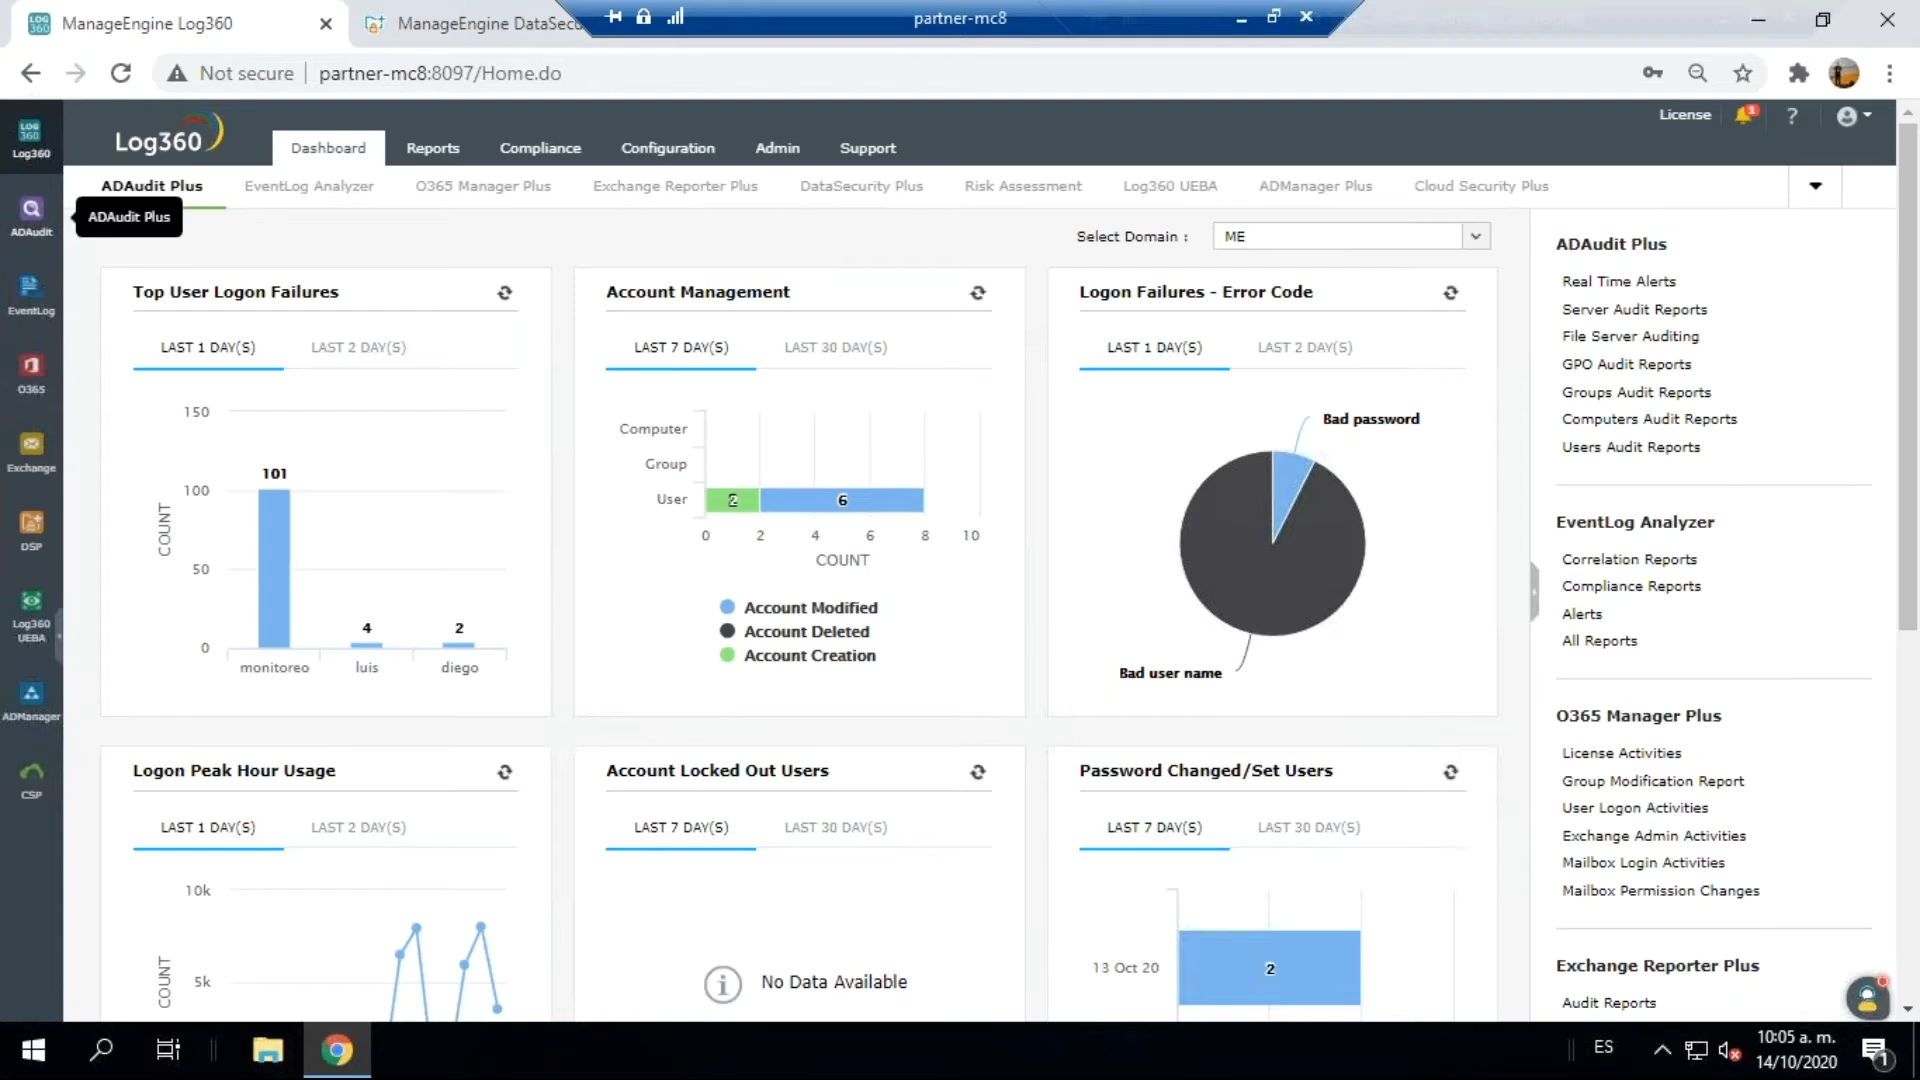 ManageEngine Log360
ManageEngine DataSecu
partner-mc8
Not secure
partner-mc8:8097/Home.do
LOG
360
Log360
Log360
License
1
?
Dashboard
Reports
Compliance
Configuration
Admin
Support
ADAudit Plus
EventLog Analyzer
O365 Manager Plus
Exchange Reporter Plus
DataSecurity Plus
Risk Assessment
Log360 UEBA
ADManager Plus
Cloud Security Plus
ADAudit
EventLog
O365
Exchange
DSP
Log360
UEBA
ADManager
CSP
ADAudit Plus
Select Domain :
ME
Top User Logon Failures
LAST 1 DAY(S)
LAST 2 DAY(S)
150
100
50
0
COUNT
101
4
2
monitoreo
luis
diego
Account Management
LAST 7 DAY(S)
LAST 30 DAY(S)
Computer
Group
User
2
6
0
2
4
6
8
10
COUNT
Account Modified
Account Deleted
Account Creation
Logon Failures - Error Code
LAST 1 DAY(S)
LAST 2 DAY(S)
Bad password
Bad user name
Logon Peak Hour Usage
LAST 1 DAY(S)
LAST 2 DAY(S)
10k
5k
COUNT
Account Locked Out Users
LAST 7 DAY(S)
LAST 30 DAY(S)
No Data Available
Password Changed/Set Users
LAST 7 DAY(S)
LAST 30 DAY(S)
13 Oct 20
2
ADAudit Plus
Real Time Alerts
Server Audit Reports
File Server Auditing
GPO Audit Reports
Groups Audit Reports
Computers Audit Reports
Users Audit Reports
EventLog Analyzer
Correlation Reports
Compliance Reports
Alerts
All Reports
O365 Manager Plus
License Activities
Group Modification Report
User Logon Activities
Exchange Admin Activities
Mailbox Login Activities
Mailbox Permission Changes
Exchange Reporter Plus
Audit Reports
ES
10:05 a. m.
14/10/2020
1